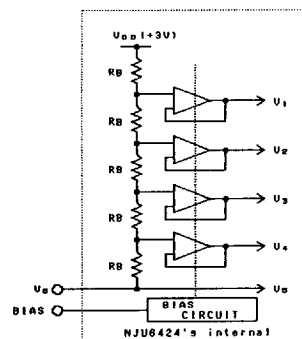 VDD(+3V)
RB
V1
RB
V2
RB
V3
RB
V4
RB
V5
V5
BIAS
BIAS
CIRCUIT
NJU6424's internal